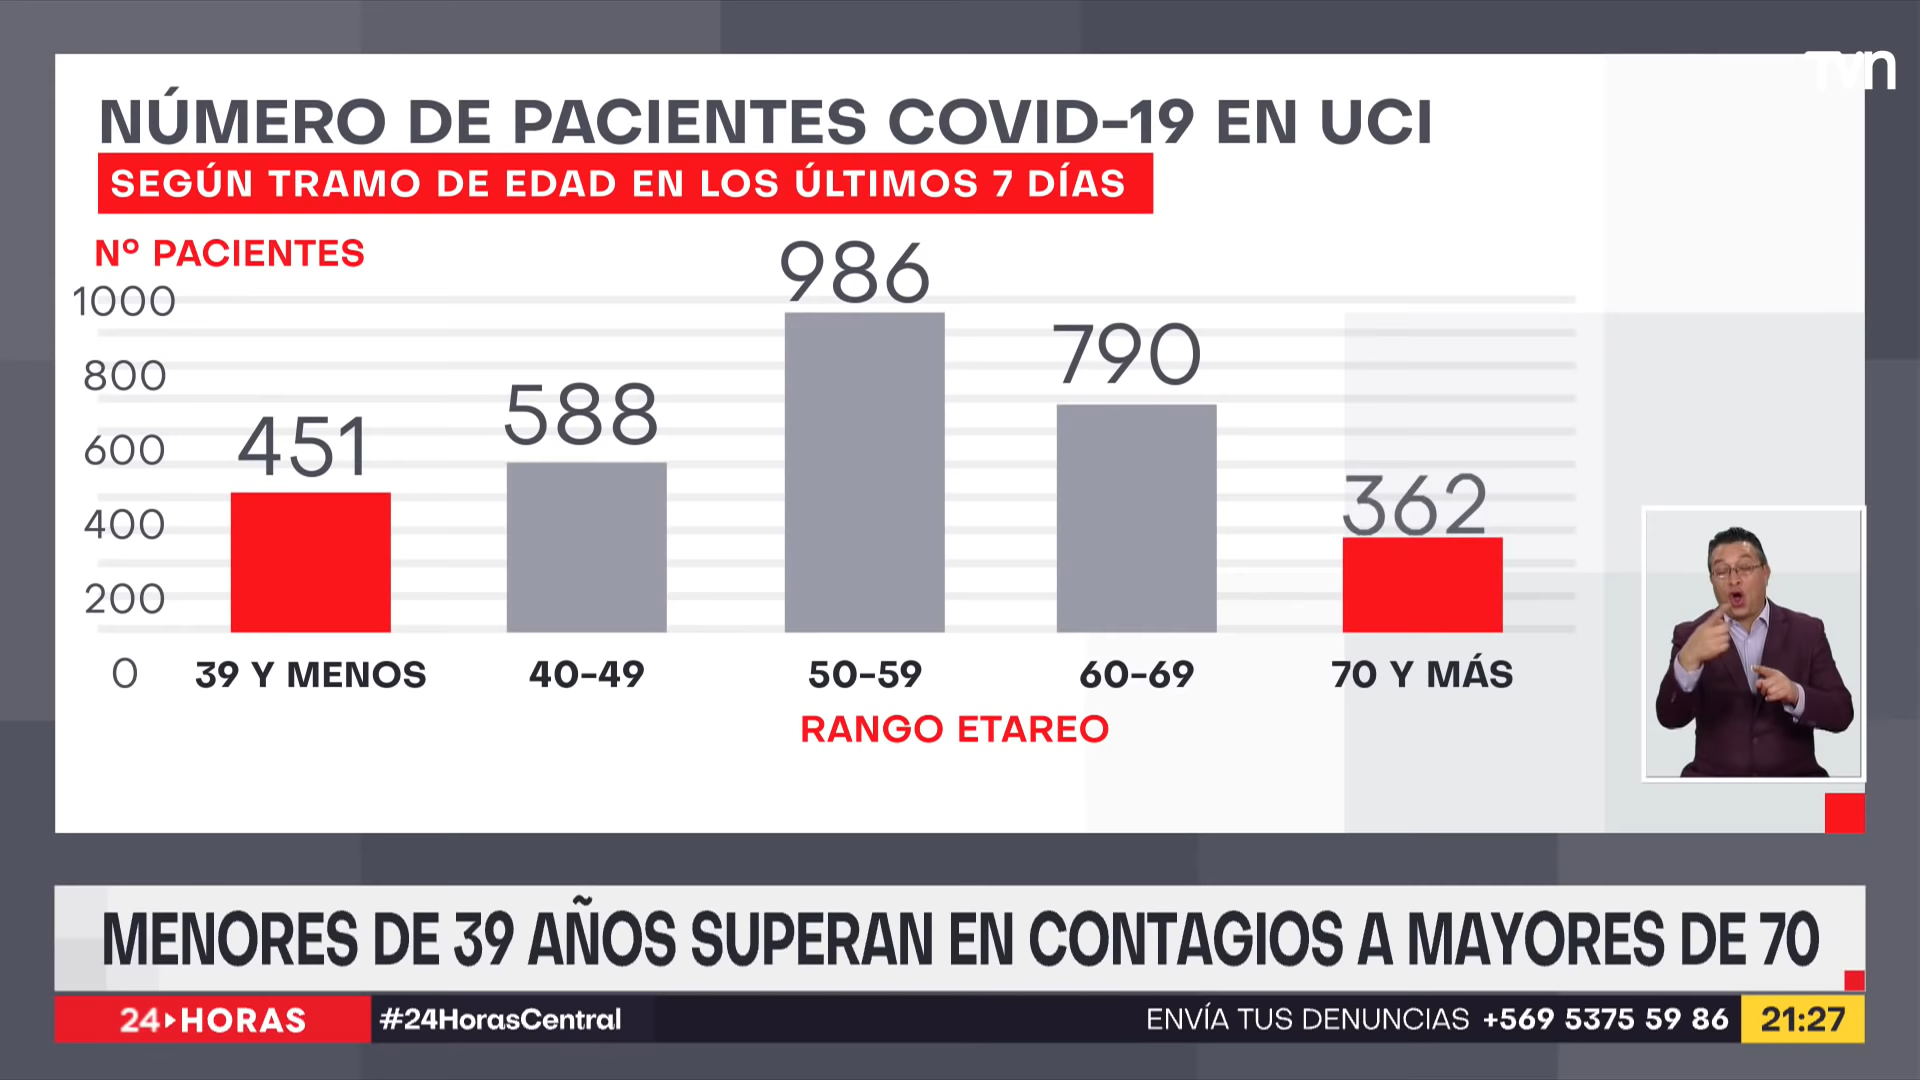 tvn
NÚMERO DE PACIENTES COVID-19 EN UCI
SEGÚN TRAMO DE EDAD EN LOS ÚLTIMOS 7 DÍAS
Nº PACIENTES
1000
800
600
400
200
0
451
588
986
790
362
39 Y MENOS
40-49
50-59
60-69
70 Y MÁS
RANGO ETAREO
MENORES DE 39 AÑOS SUPERAN EN CONTAGIOS A MAYORES DE 70
24 HORAS
#24HorasCentral
ENVÍA TUS DENUNCIAS +569 5375 59 86
21:27